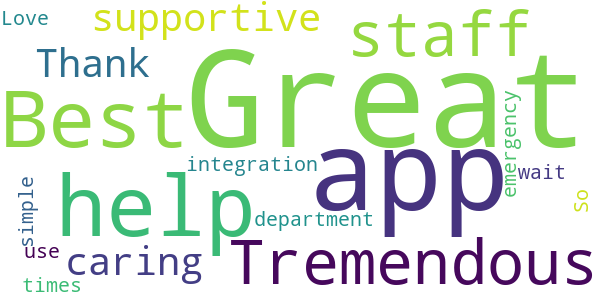 Love
supportive
staff
Thank
Great
Best
emergency
app
integration
wait
simple
help
So
department
use
caring
Tremendous
times